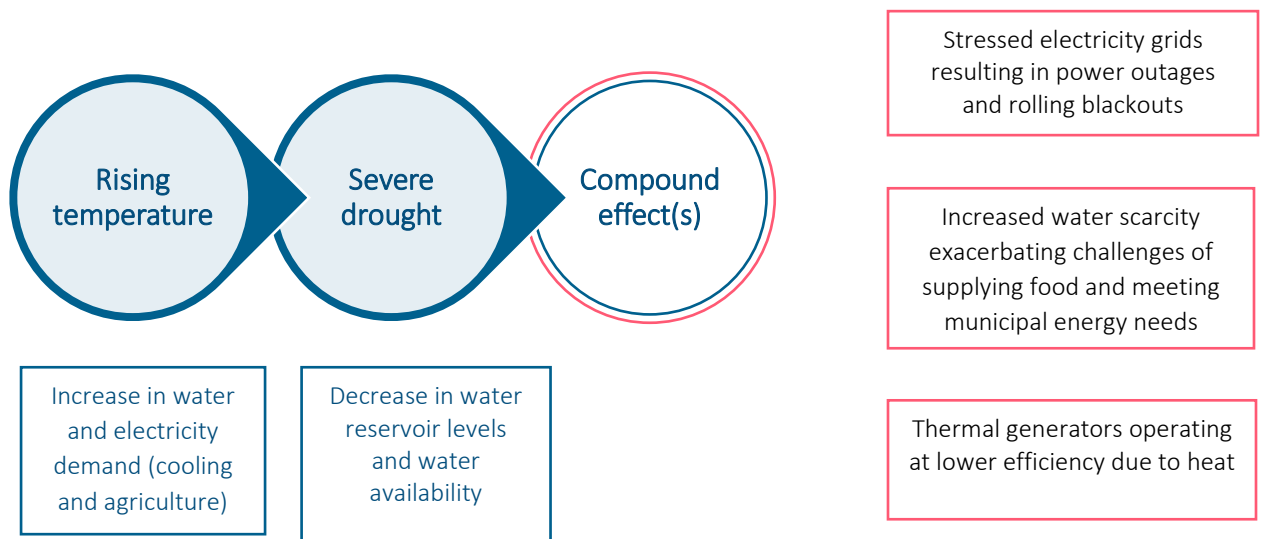 Rising
temperature
Severe
drought
Compound
effect(s)
Increase in water
and electricity
demand (cooling
and agriculture)
Decrease in water
reservoir levels
and water
availability
Stressed electricity grids
resulting in power outages
and rolling blackouts
Increased water scarcity
exacerbating challenges of
supplying food and meeting
municipal energy needs
Thermal generators operating
at lower efficiency due to heat